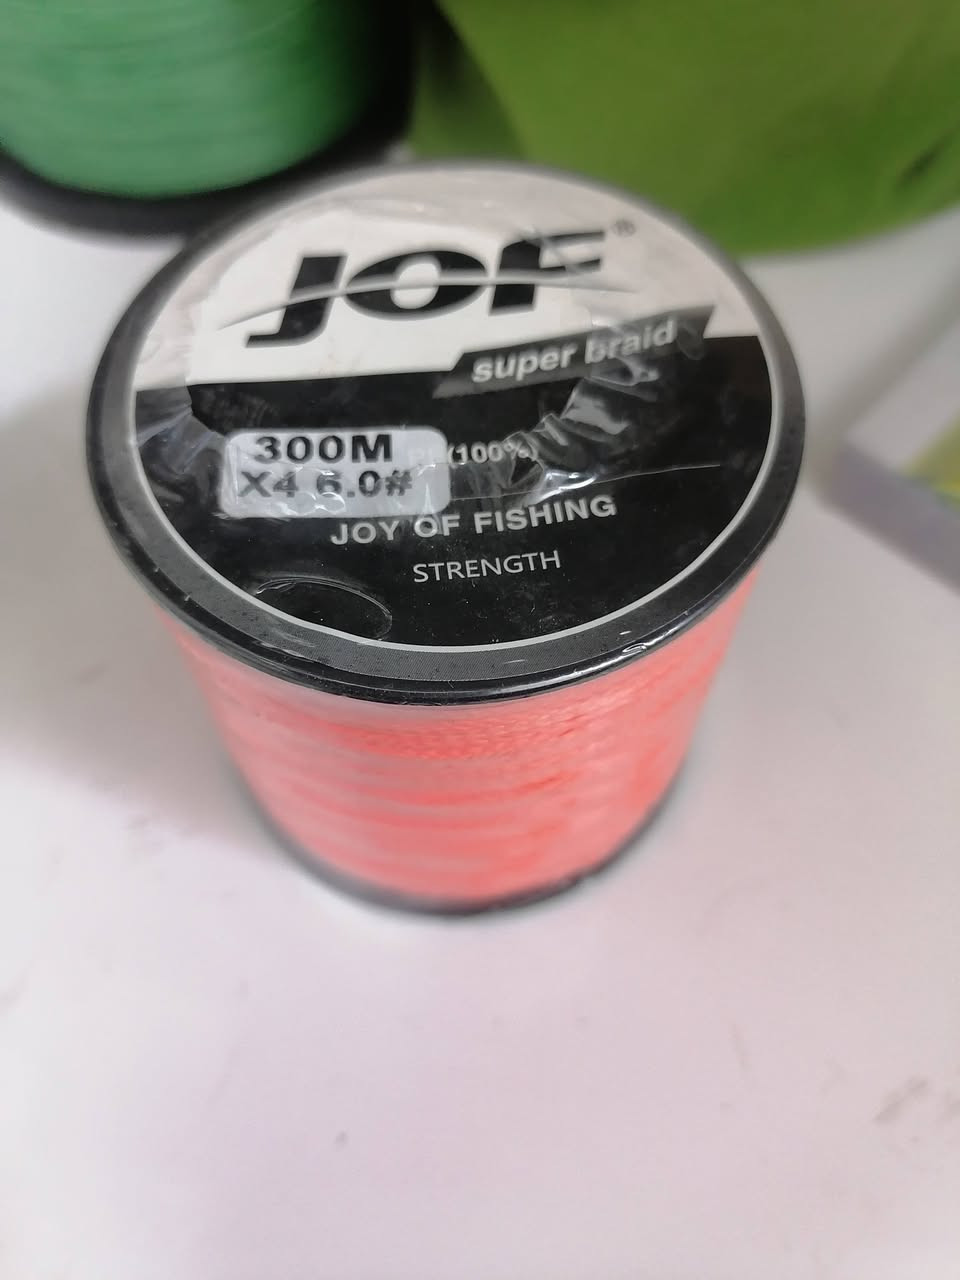 JOF®
super braid
300M
X4 6.0#
(100%)
JOY OF FISHING
STRENGTH